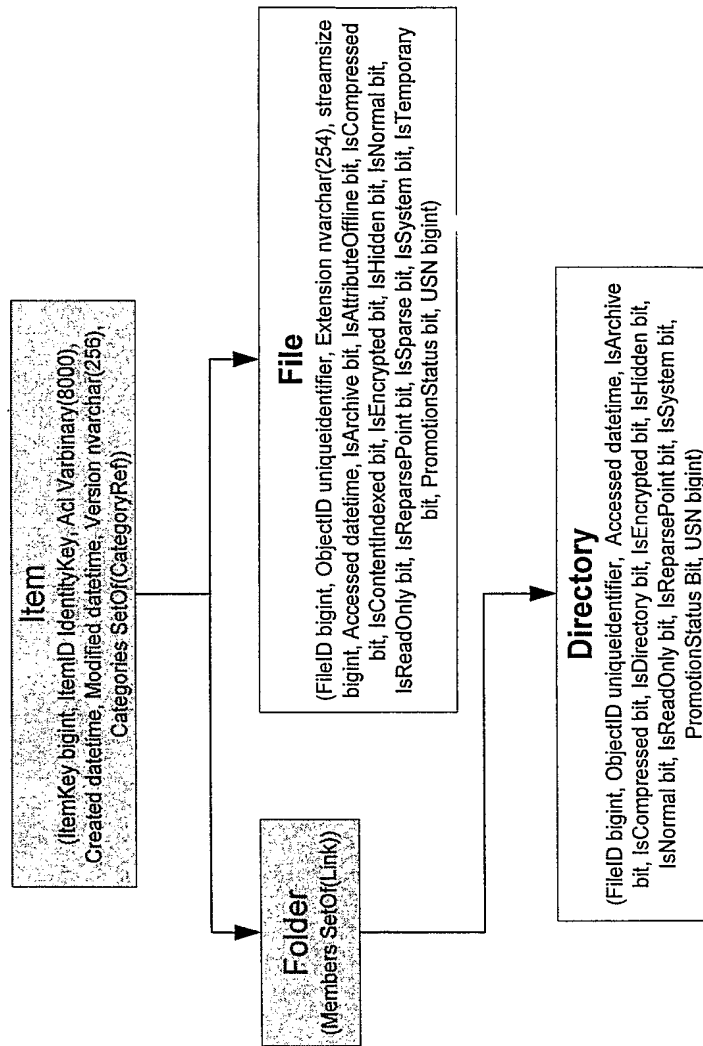 Item
(ItemKey bigint, ItemID IdentityKey, Acl Varbinary(8000),
Created datetime, Modified datetime, Version nvarchar(256),
Categories SetOf(CategoryRef))
Folder
(Members SetOf(Link))
File
(FileID bigint, ObjectID uniqueidentifier, Extension nvarchar(254), streamsize
bigint, Accessed datetime, IsArchive bit, IsAttributeOffline bit, IsCompressed
bit, IsContentIndexed bit, IsEncrypted bit, IsHidden bit, IsNormal bit,
IsReadOnly bit, IsReparsePoint bit, IsSparse bit, IsSystem bit, IsTemporary
bit, PromotionStatus bit, USN bigint)
Directory
(FileID bigint, ObjectID uniqueidentifier, Accessed datetime, IsArchive
bit, IsCompressed bit, IsDirectory bit, IsEncrypted bit, IsHidden bit,
IsNormal bit, IsReadOnly bit, IsReparsePoint bit, IsSystem bit,
PromotionStatus Bit, USN bigint)